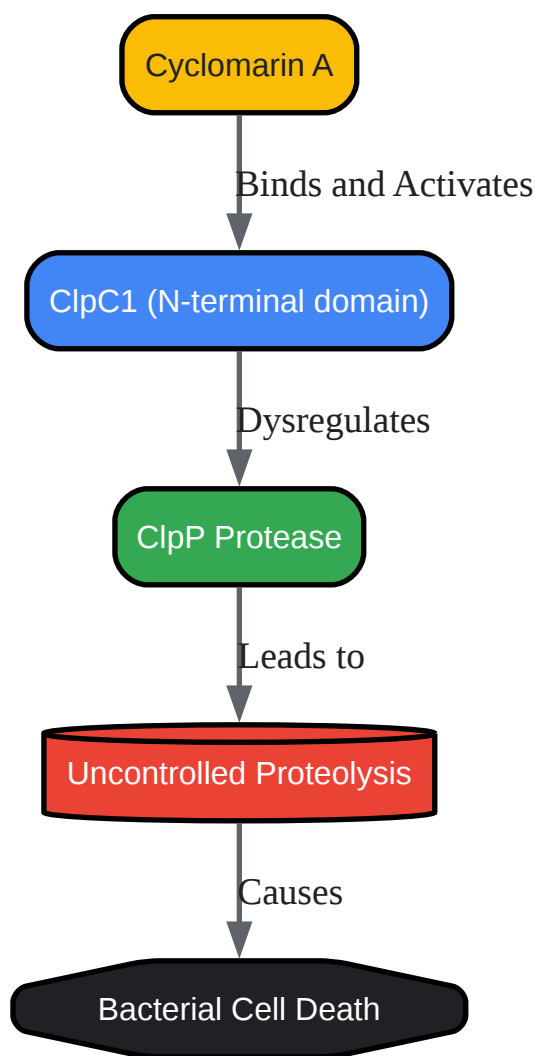 Cyclomarin A
Binds and Activates
ClpC1 (N-terminal domain)
Dysregulates
ClpP Protease
Leads to
Uncontrolled Proteolysis
Causes
Bacterial Cell Death